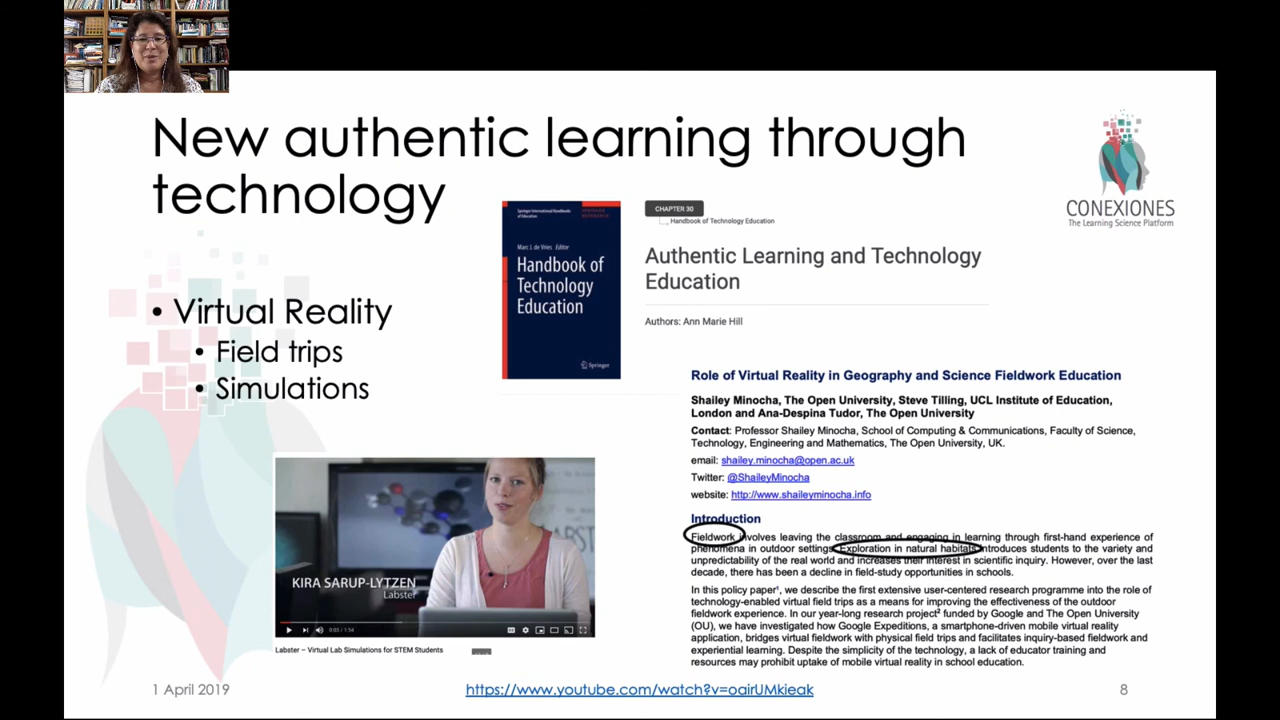 New authentic learning through
technology
CONEXIONES
The Learning Science Platform
• Virtual Reality
• Field trips
• Simulations
Springer International Handbooks
of Education
Marc J. de Vries Editor
Handbook of
Technology
Education
Springer
CHAPTER 30
Handbook of Technology Education
Authentic Learning and Technology
Education
Authors: Ann Marie Hill
Role of Virtual Reality in Geography and Science Fieldwork Education
Shailey Minocha, The Open University, Steve Tilling, UCL Institute of Education,
London and Ana-Despina Tudor, The Open University
Contact: Professor Shailey Minocha, School of Computing & Communications, Faculty of Science,
Technology, Engineering and Mathematics, The Open University, UK.
email: shailey.minocha@open.ac.uk
Twitter: @ShaileyMinocha
website: http://www.shaileyminocha.info
Introduction
Fieldwork involves leaving the classroom and engaging in learning through first-hand experience of
phenomena in outdoor settings. Exploration in natural habitats introduces students to the variety and
unpredictability of the real world and increases their interest in scientific inquiry. However, over the last
decade, there has been a decline in field-study opportunities in schools.
In this policy paper¹, we describe the first extensive user-centered research programme into the role of
technology-enabled virtual field trips as a means for improving the effectiveness of the outdoor
fieldwork experience. In our year-long research project² funded by Google and The Open University
(OU), we have investigated how Google Expeditions, a smartphone-driven mobile virtual reality
application, bridges virtual fieldwork with physical field trips and facilitates inquiry-based fieldwork and
experiential learning. Despite the simplicity of the technology, a lack of educator training and
resources may prohibit uptake of mobile virtual reality in school education.
KIRA SARUP-LYTZEN
Labster
0:03 / 1:54
Labster – Virtual Lab Simulations for STEM Students
1 April 2019
https://www.youtube.com/watch?v=oairUMkieak
8